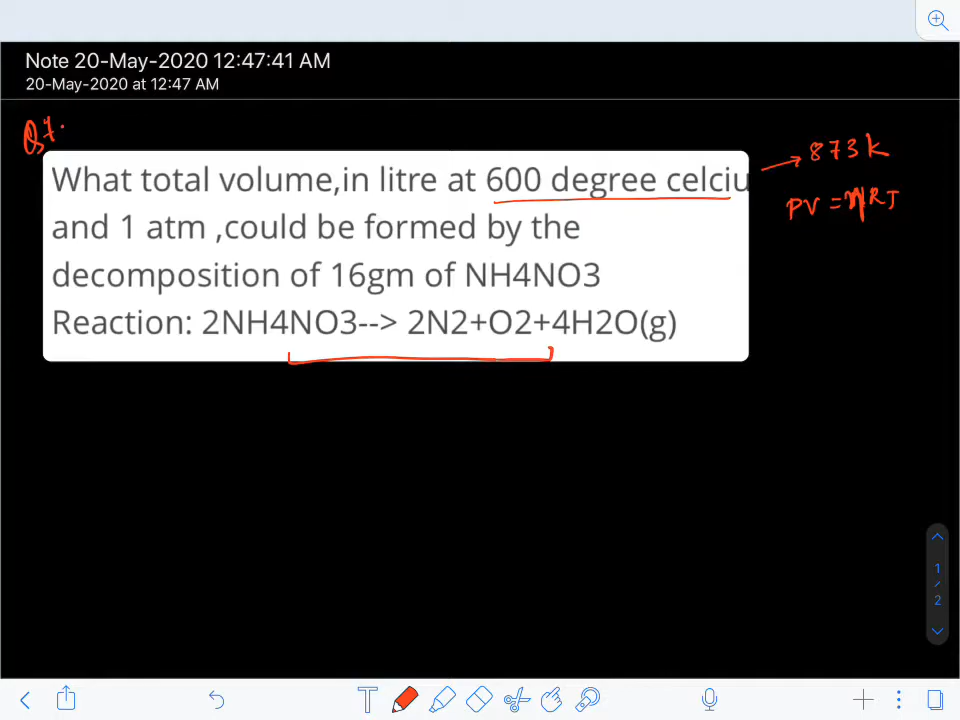 Note 20-May-2020 12:47:41 AM
20-May-2020 at 12:47 AM
Q7.
What total volume,in litre at 600 degree celciu
and 1 atm ,could be formed by the
decomposition of 16gm of NH4NO3
Reaction: 2NH4NO3--> 2N2+O2+4H2O(g)
→ 873K
PV = nRT
1
/
2
T